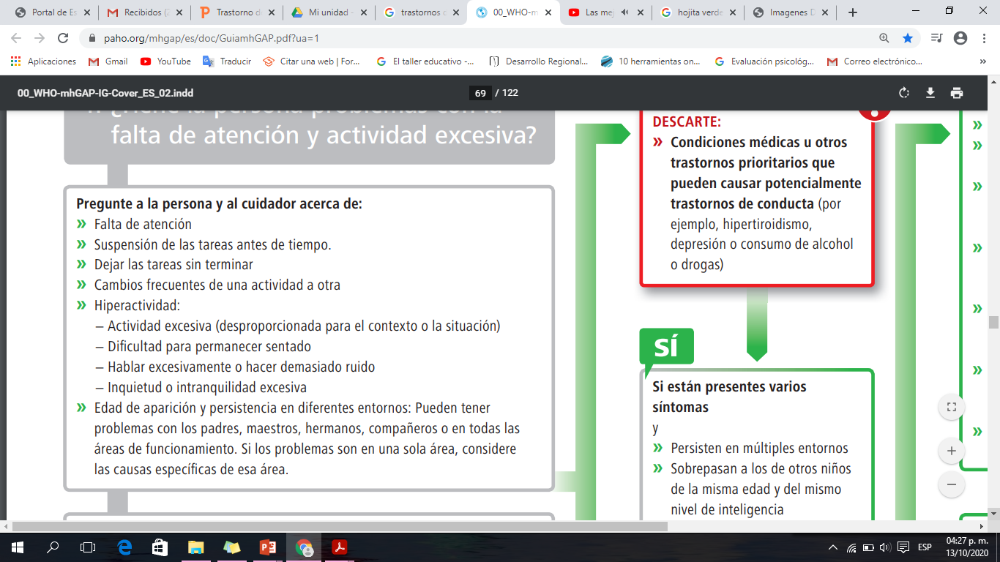 Portal de Es
Recibidos (2
Trastorno d
Mi unidad -
trastornos d
00_WHO-m
Las mej
hojita verde
Imagenes D
paho.org/mhgap/es/doc/GuiamhGAP.pdf?ua=1
Aplicaciones
Gmail
YouTube
Traducir
Citar una web | For...
El taller educativo -...
Desarrollo Regional...
10 herramientas on...
Evaluación psicológ...
Correo electrónico...
»
00_WHO-mhGAP-IG-Cover_ES_02.indd
69 / 122
falta de atención y actividad excesiva?
Pregunte a la persona y al cuidador acerca de:
» Falta de atención
» Suspensión de las tareas antes de tiempo.
» Dejar las tareas sin terminar
» Cambios frecuentes de una actividad a otra
» Hiperactividad:
– Actividad excesiva (desproporcionada para el contexto o la situación)
– Dificultad para permanecer sentado
– Hablar excesivamente o hacer demasiado ruido
– Inquietud o intranquilidad excesiva
» Edad de aparición y persistencia en diferentes entornos: Pueden tener
problemas con los padres, maestros, hermanos, compañeros o en todas las
áreas de funcionamiento. Si los problemas son en una sola área, considere
las causas específicas de esa área.
DESCARTE:
» Condiciones médicas u otros
trastornos prioritarios que
pueden causar potencialmente
trastornos de conducta (por
ejemplo, hipertiroidismo,
depresión o consumo de alcohol
o drogas)
SÍ
Si están presentes varios
síntomas
y
» Persisten en múltiples entornos
» Sobrepasan a los de otros niños
de la misma edad y del mismo
nivel de inteligencia
ESP
04:27 p. m.
13/10/2020